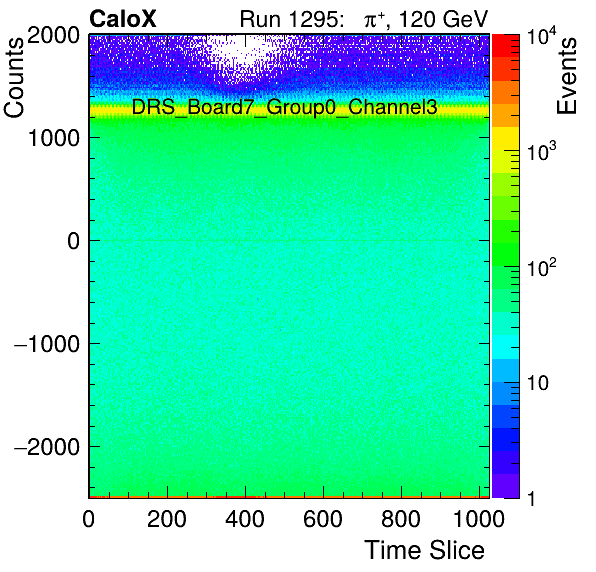 CaloX Run 1295: π⁺, 120 GeV
2000
1000
0
−1000
−2000
Counts
DRS_Board7_Group0_Channel3
0 200 400 600 800 1000
Time Slice
10⁴
10³
10²
10
1
Events